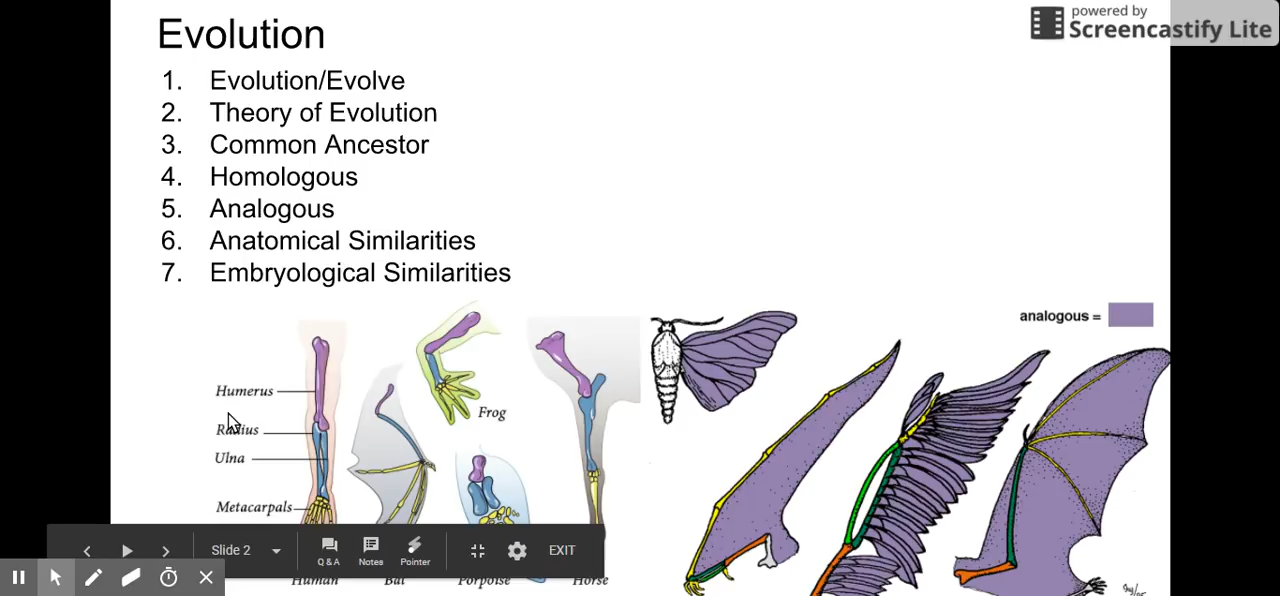 powered by
Screencastify Lite
Evolution
1. Evolution/Evolve
2. Theory of Evolution
3. Common Ancestor
4. Homologous
5. Analogous
6. Anatomical Similarities
7. Embryological Similarities
analogous =
Humerus
Frog
Radius
Ulna
Metacarpals
Slide 2
Q & A
Notes
Pointer
EXIT
Human
Bat
Porpoise
Horse